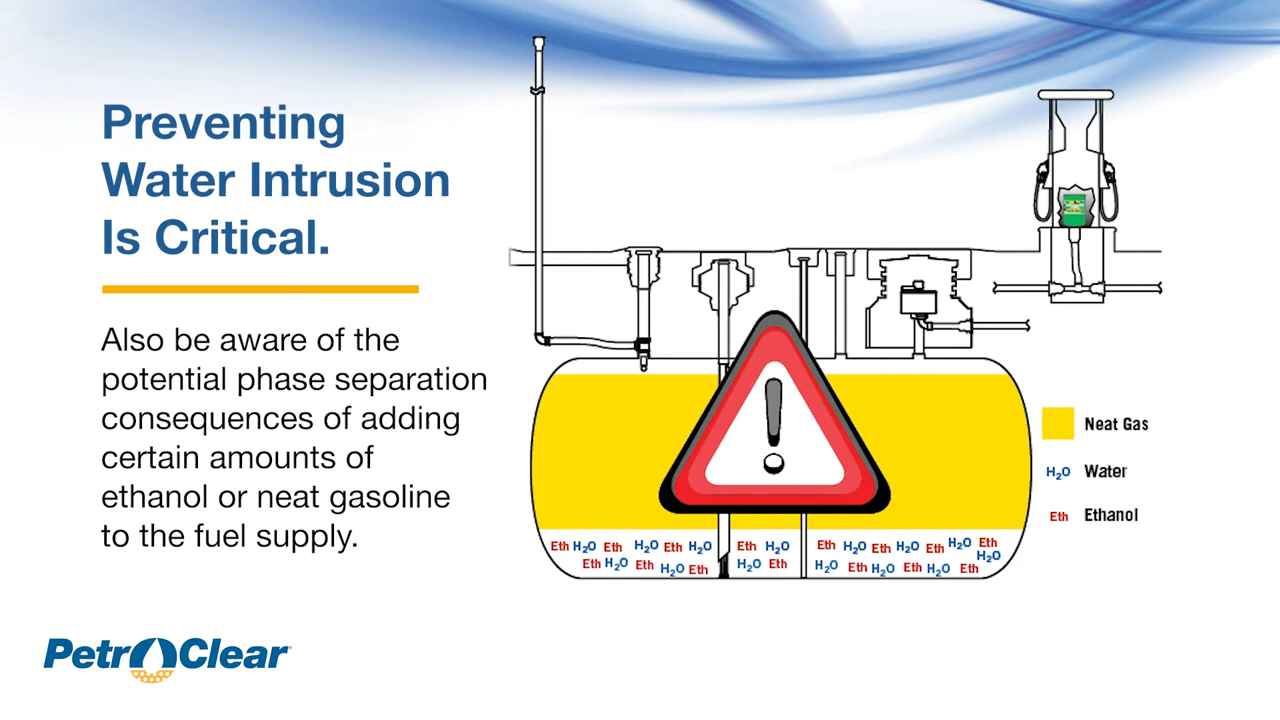 Preventing
Water Intrusion
Is Critical.
Also be aware of the
potential phase separation
consequences of adding
certain amounts of
ethanol or neat gasoline
to the fuel supply.
Neat Gas
H₂O Water
Eth Ethanol
Eth H₂O Eth H₂O Eth H₂O Eth H₂O Eth H₂O Eth H₂O Eth H₂O Eth
Eth H₂O Eth H₂O Eth H₂O Eth H₂O Eth H₂O Eth H₂O Eth H₂O
PetroClear